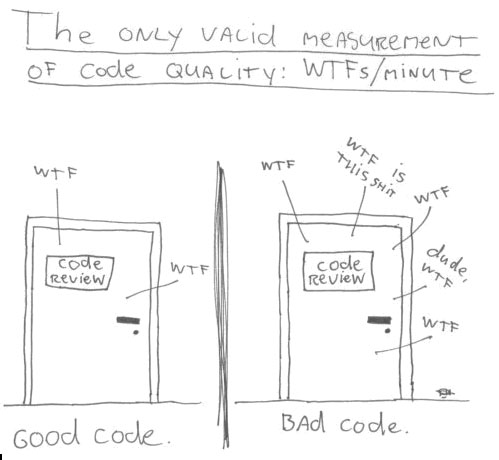 The ONLY VALID MEASUREMENT
OF Code QUALITY: WTFs/MINUTE
WTF
Code
REVIEW
WTF
GOOD CODE.
WTF
WTF is
THIS SHIT
WTF
Code
REVIEW
dude,
WTF
WTF
BAd code.